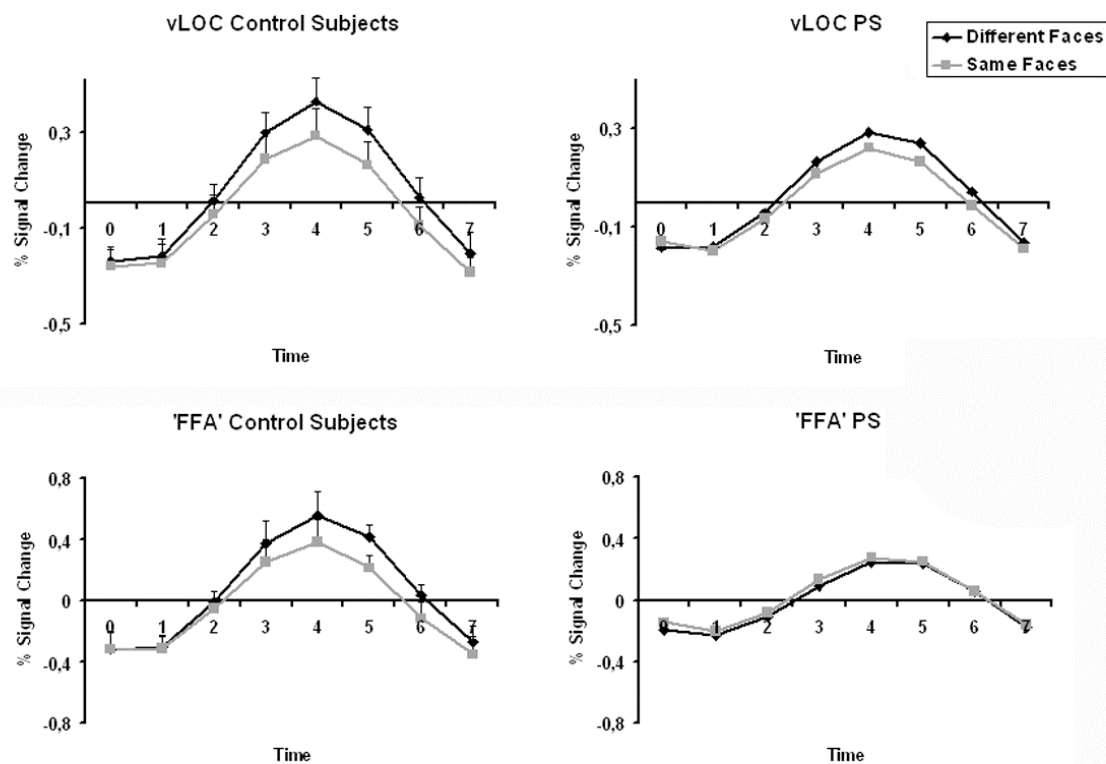 vLOC Control Subjects
% Signal Change
0,3
-0,1
-0,5
0 1 2 3 4 5 6 7
Time
vLOC PS
Different Faces
Same Faces
% Signal Change
0,3
-0,1
-0,5
0 1 2 3 4 5 6 7
Time
'FFA' Control Subjects
% Signal Change
0,8
0,4
0
-0,4
-0,8
0 1 2 3 4 5 6 7
Time
'FFA' PS
% Signal Change
0,8
0,4
0
-0,4
-0,8
0 1 2 3 4 5 6 7
Time